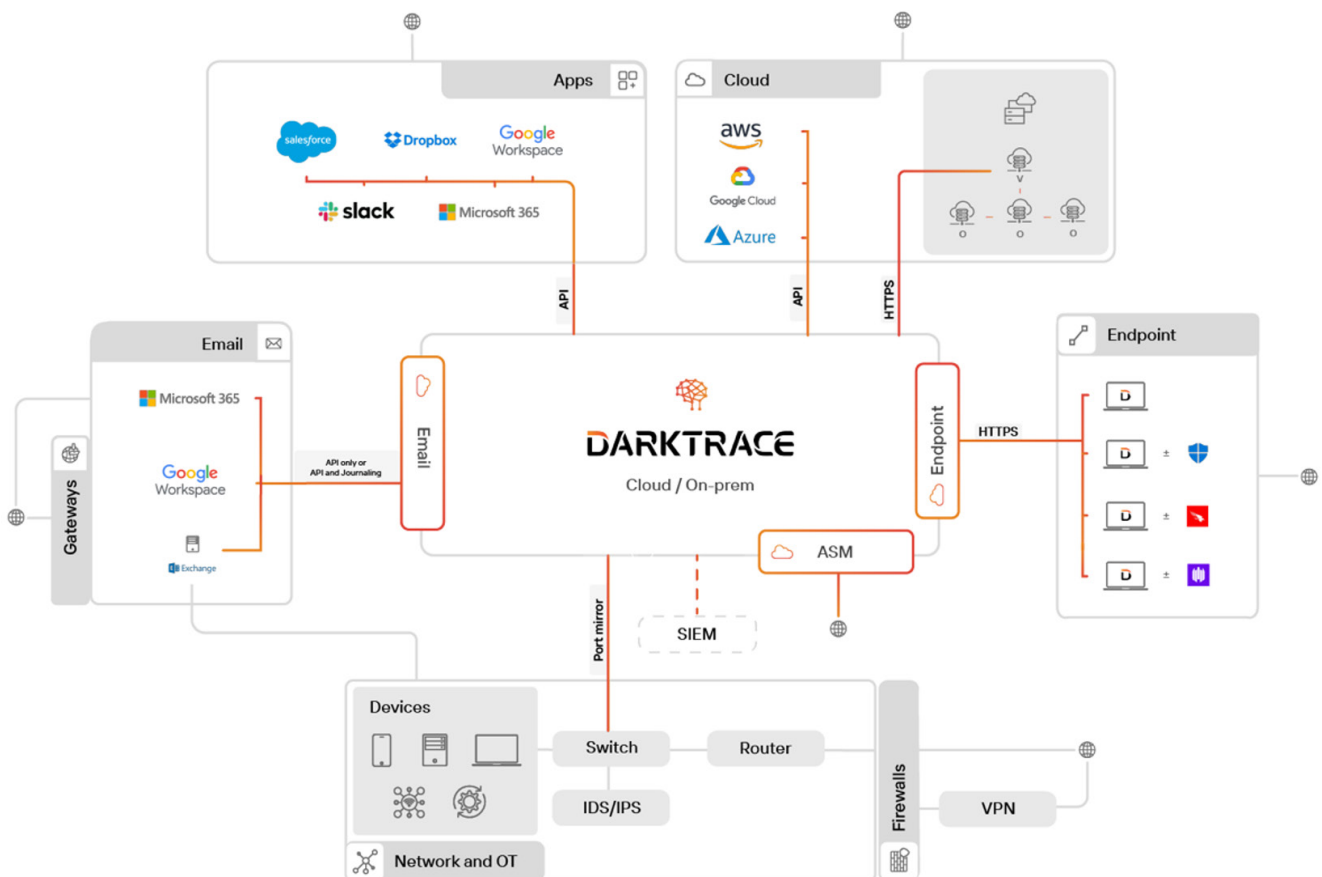 Apps
salesforce
Dropbox
Google
Workspace
slack
Microsoft 365
API
Cloud
aws
Google Cloud
Azure
API
HTTPS
V
O
O
O
Email
Microsoft 365
Google
Workspace
Exchange
Gateways
API only or
API and Journaling
Email
DARKTRACE
Cloud / On-prem
Endpoint
ASM
HTTPS
Endpoint
D
D ±
D ±
D ±
Port mirror
SIEM
Devices
Switch
Router
IDS/IPS
Network and OT
Firewalls
VPN